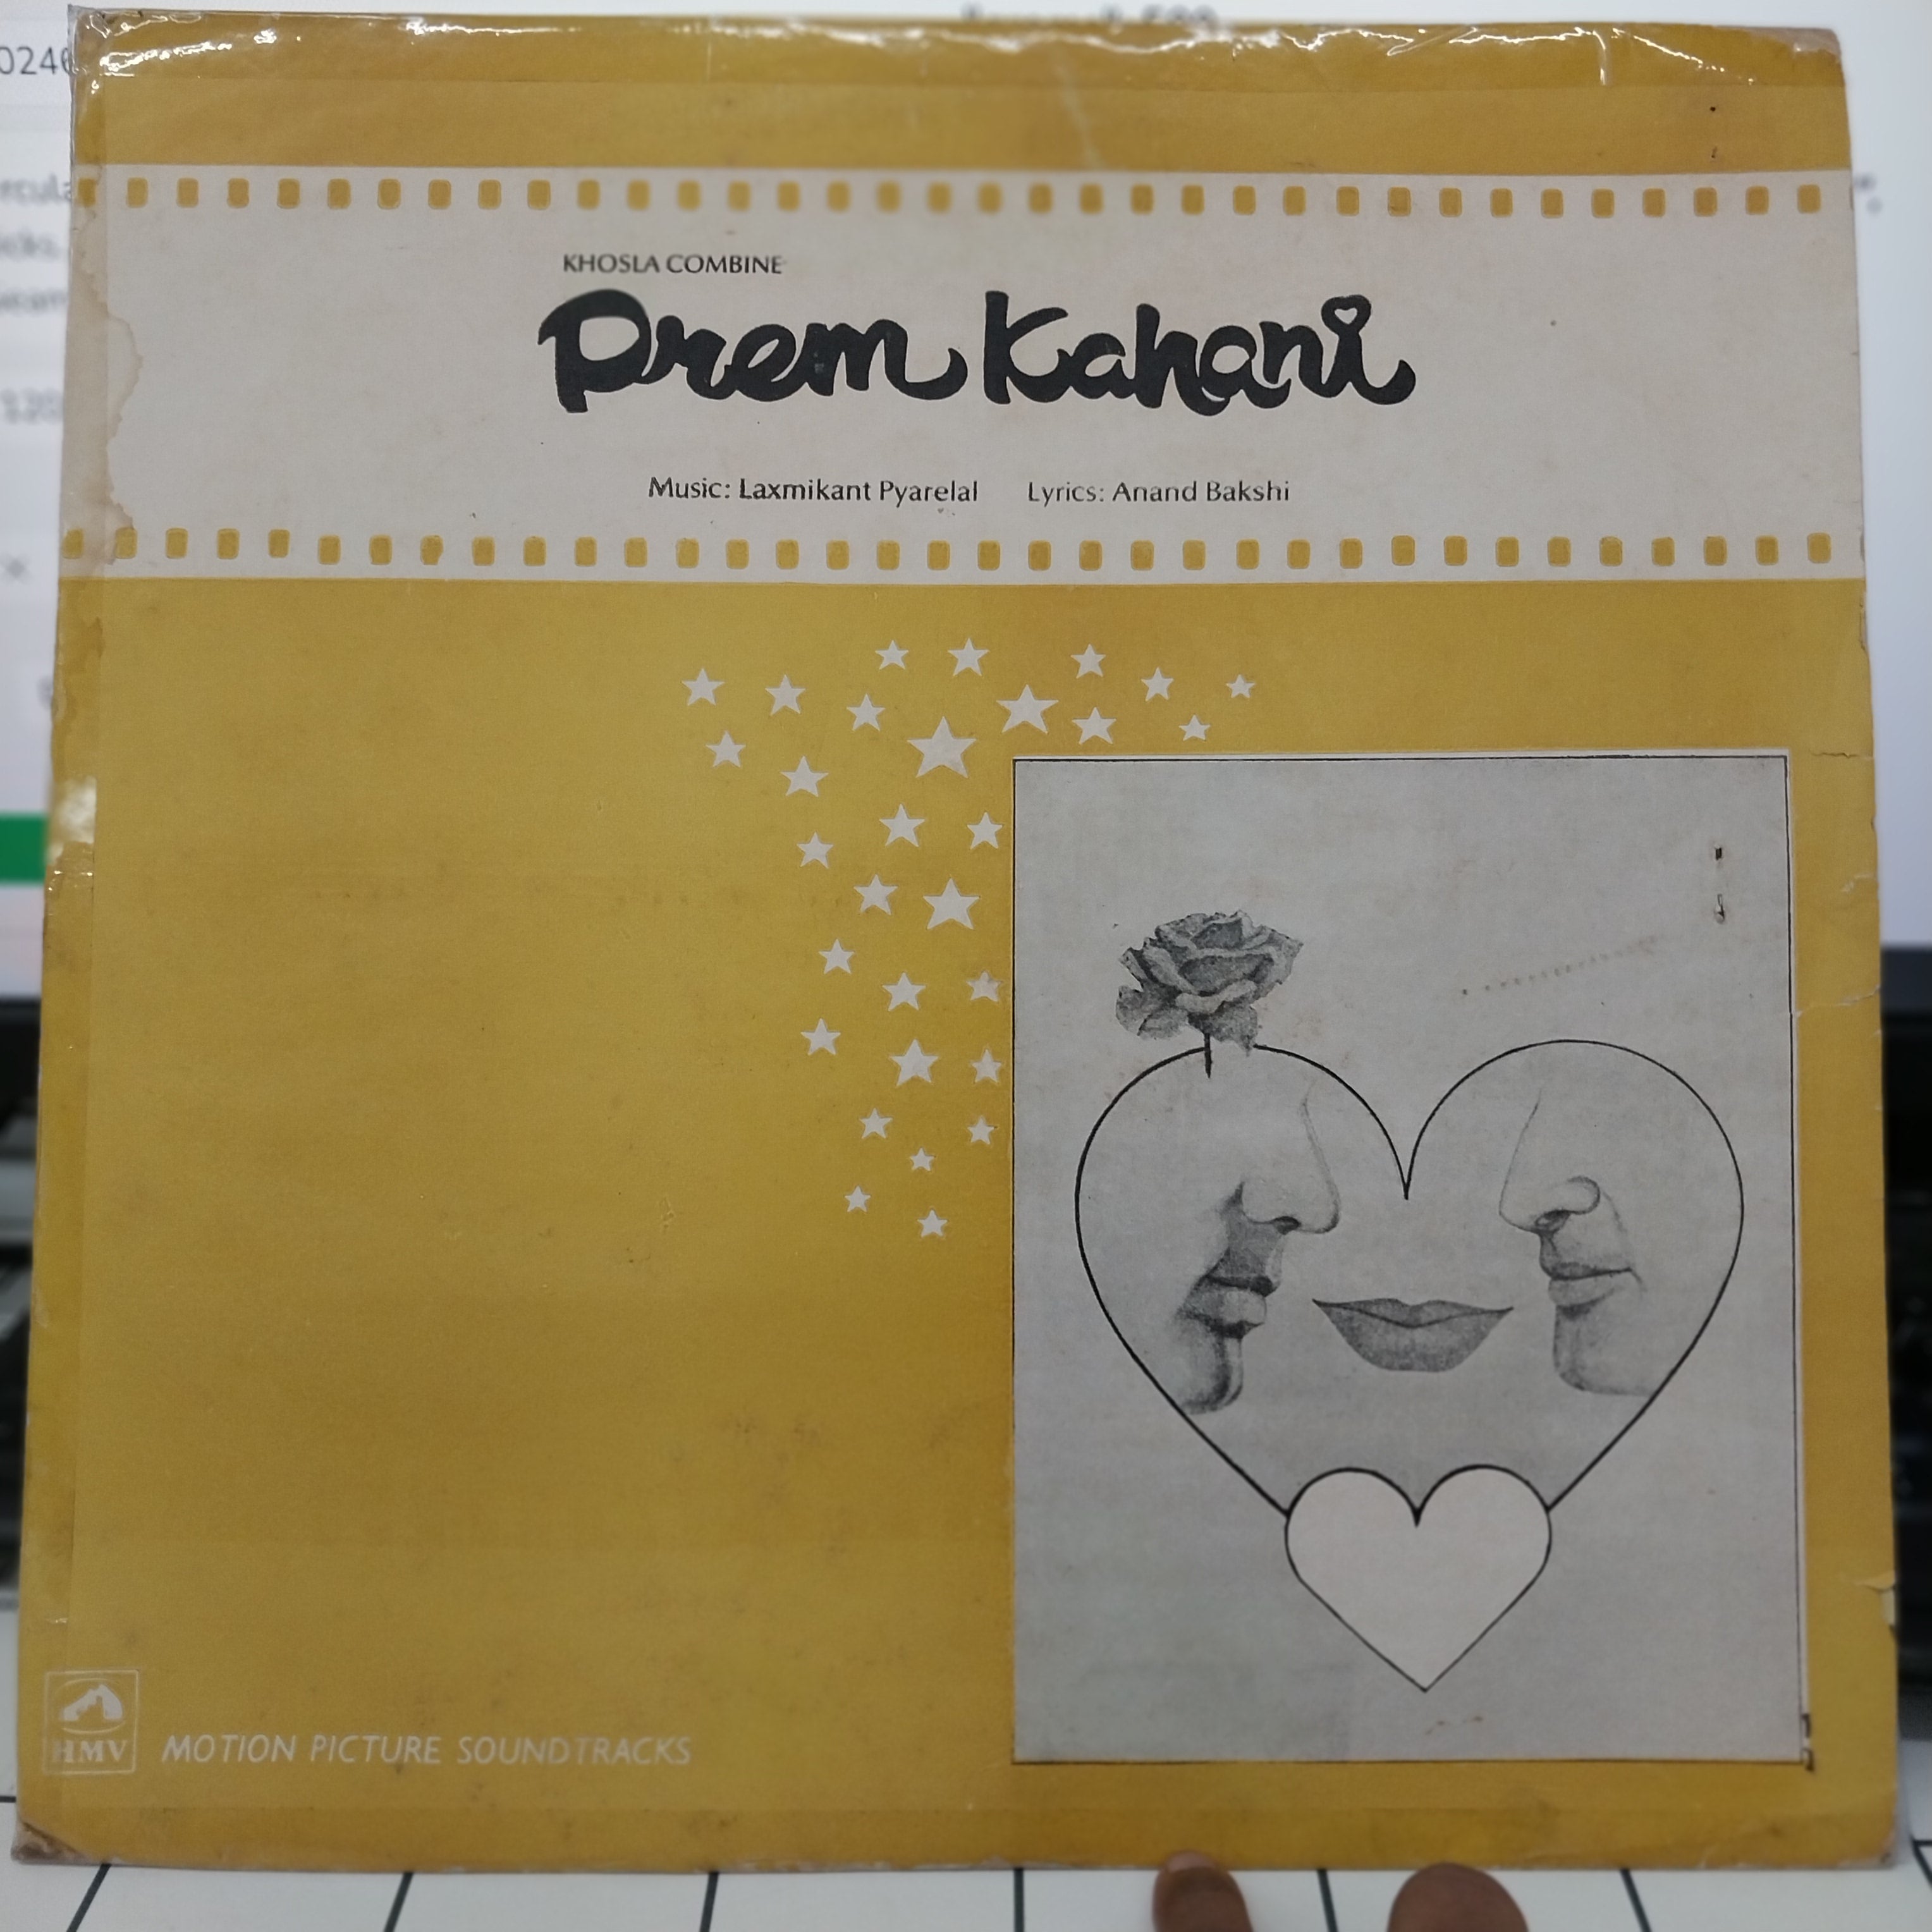 KHOSLA COMBINE
Prem Kahani
Music: Laxmikant Pyarelal Lyrics: Anand Bakshi
HMV
MOTION PICTURE SOUNDTRACKS